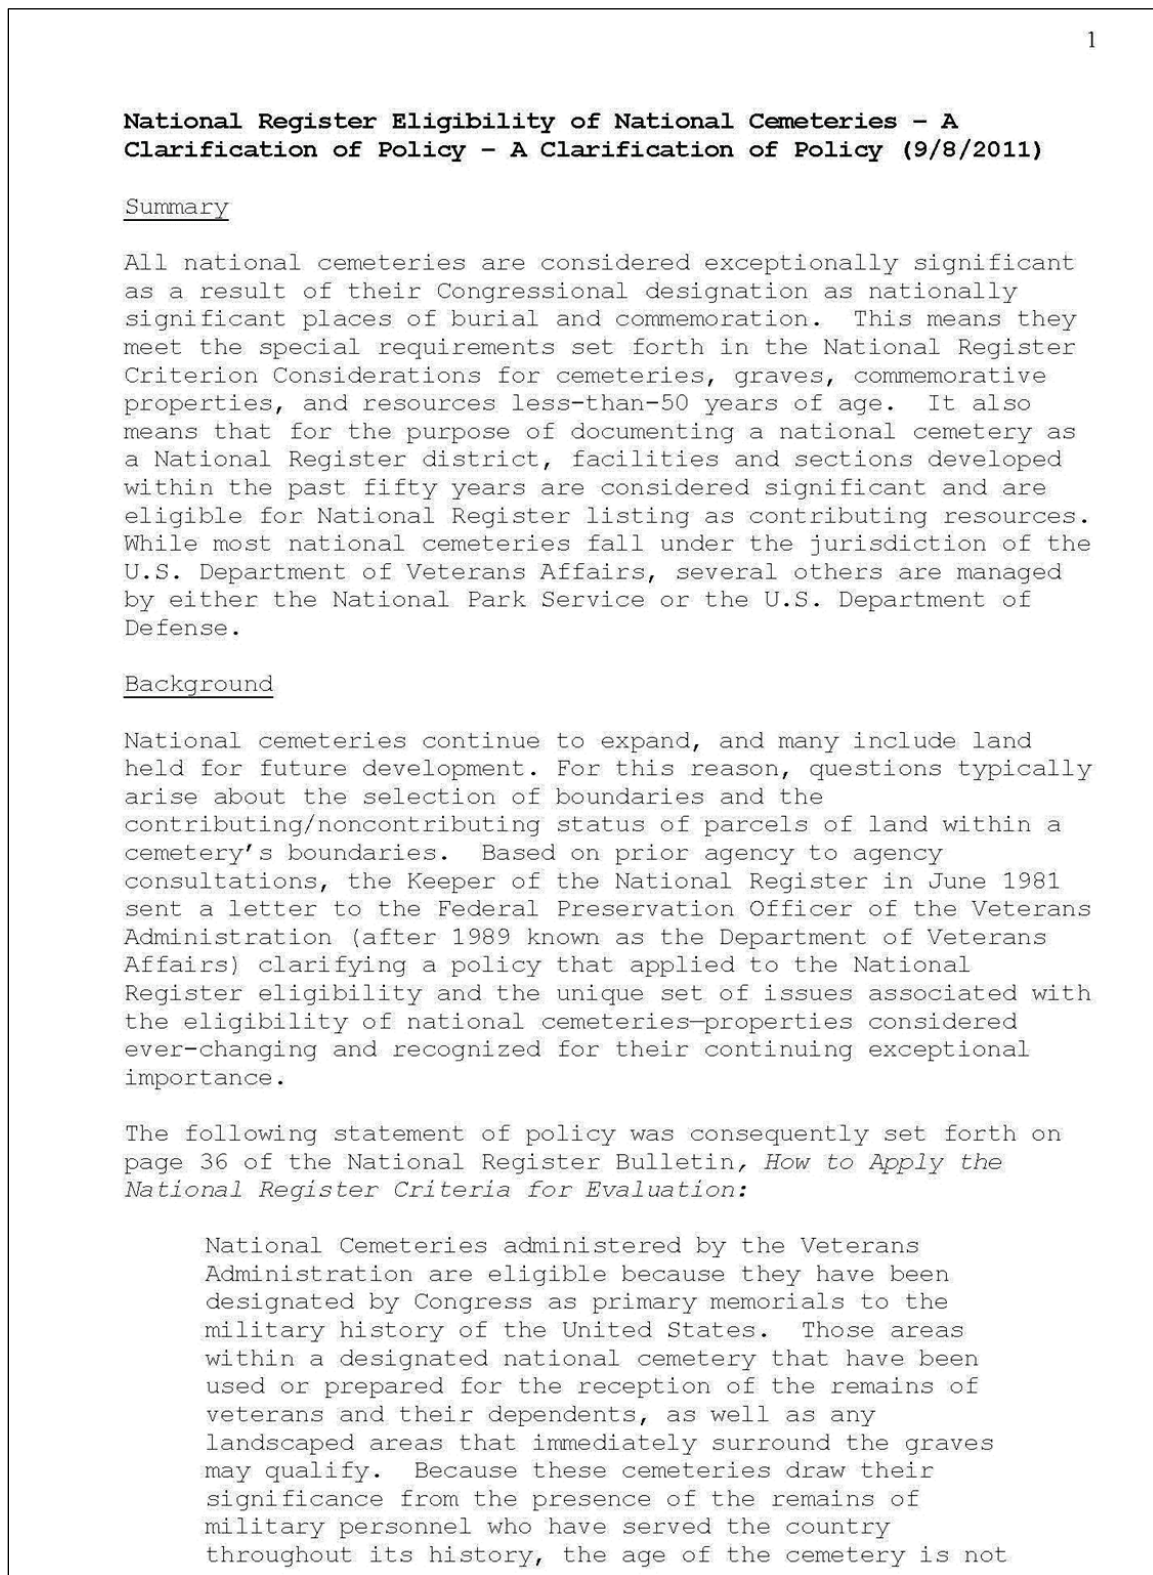 1
National Register Eligibility of National Cemeteries – A
Clarification of Policy – A Clarification of Policy (9/8/2011)
Summary
All national cemeteries are considered exceptionally significant
as a result of their Congressional designation as nationally
significant places of burial and commemoration.  This means they
meet the special requirements set forth in the National Register
Criterion Considerations for cemeteries, graves, commemorative
properties, and resources less-than-50 years of age.  It also
means that for the purpose of documenting a national cemetery as
a National Register district, facilities and sections developed
within the past fifty years are considered significant and are
eligible for National Register listing as contributing resources.
While most national cemeteries fall under the jurisdiction of the
U.S. Department of Veterans Affairs, several others are managed
by either the National Park Service or the U.S. Department of
Defense.
Background
National cemeteries continue to expand, and many include land
held for future development. For this reason, questions typically
arise about the selection of boundaries and the
contributing/noncontributing status of parcels of land within a
cemetery's boundaries.  Based on prior agency to agency
consultations, the Keeper of the National Register in June 1981
sent a letter to the Federal Preservation Officer of the Veterans
Administration (after 1989 known as the Department of Veterans
Affairs) clarifying a policy that applied to the National
Register eligibility and the unique set of issues associated with
the eligibility of national cemeteries—properties considered
ever-changing and recognized for their continuing exceptional
importance.
The following statement of policy was consequently set forth on
page 36 of the National Register Bulletin, How to Apply the
National Register Criteria for Evaluation:
National Cemeteries administered by the Veterans
Administration are eligible because they have been
designated by Congress as primary memorials to the
military history of the United States.  Those areas
within a designated national cemetery that have been
used or prepared for the reception of the remains of
veterans and their dependents, as well as any
landscaped areas that immediately surround the graves
may qualify.  Because these cemeteries draw their
significance from the presence of the remains of
military personnel who have served the country
throughout its history, the age of the cemetery is not